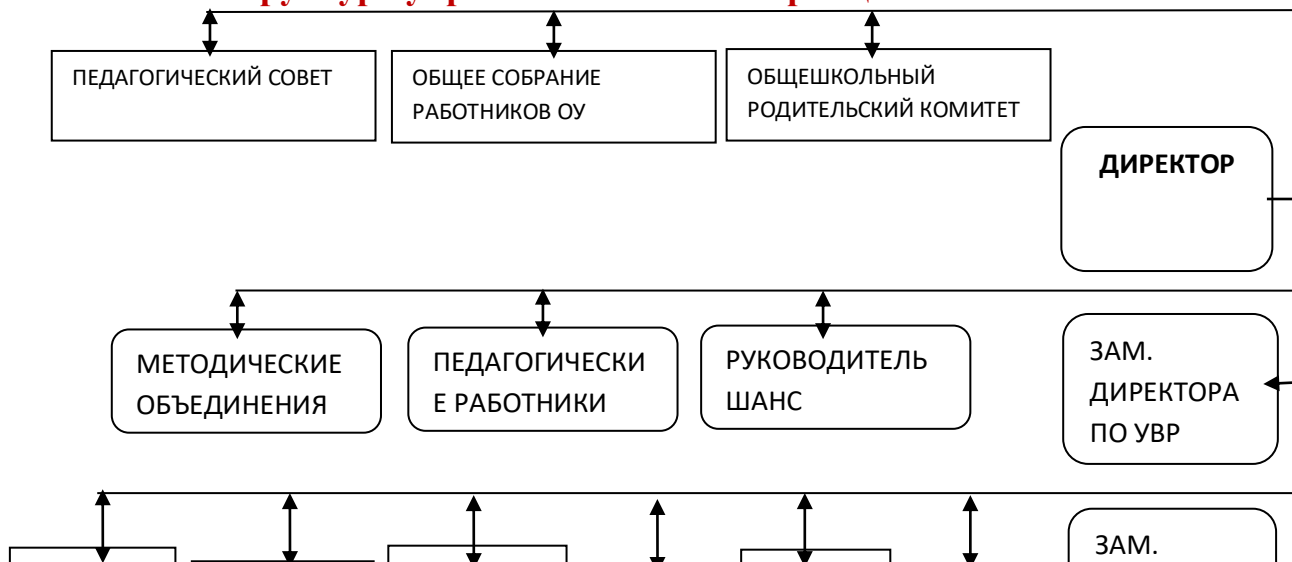 ПЕДАГОГИЧЕСКИЙ СОВЕТ
ОБЩЕЕ СОБРАНИЕ
РАБОТНИКОВ ОУ
ОБЩЕШКОЛЬНЫЙ
РОДИТЕЛЬСКИЙ КОМИТЕТ
ДИРЕКТОР
МЕТОДИЧЕСКИЕ
ОБЪЕДИНЕНИЯ
ПЕДАГОГИЧЕСКИ
Е РАБОТНИКИ
РУКОВОДИТЕЛЬ
ШАНС
ЗАМ.
ДИРЕКТОРА
ПО УВР
ЗАМ.